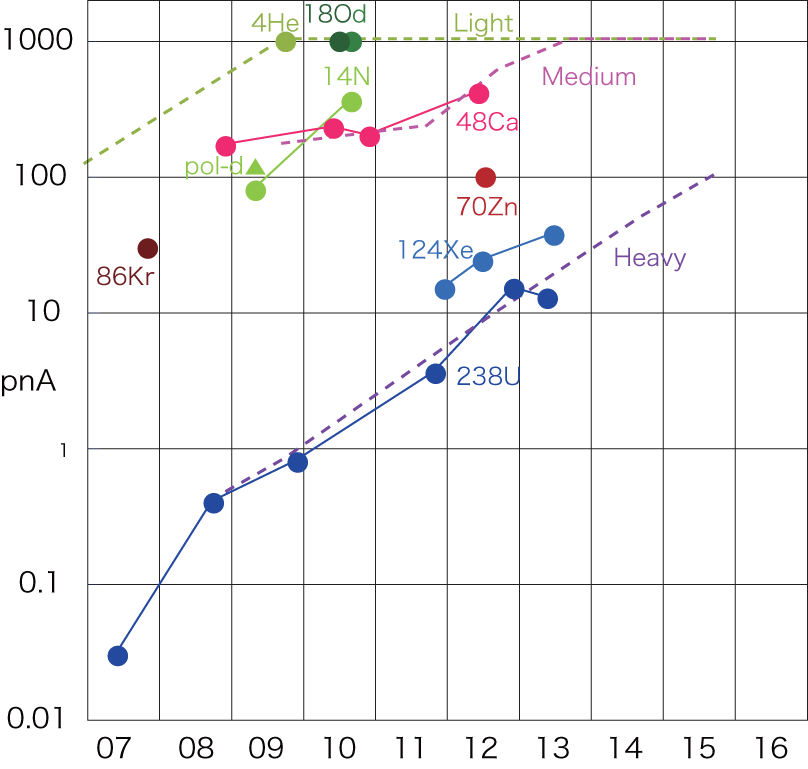 18Od
4He
Light
1000
14N
Medium
48Ca
pol-d
100
70Zn
124Xe
Heavy
86Kr
10
pnA
238U
1
0.1
0.01
07 08 09 10 11 12 13 14 15 16